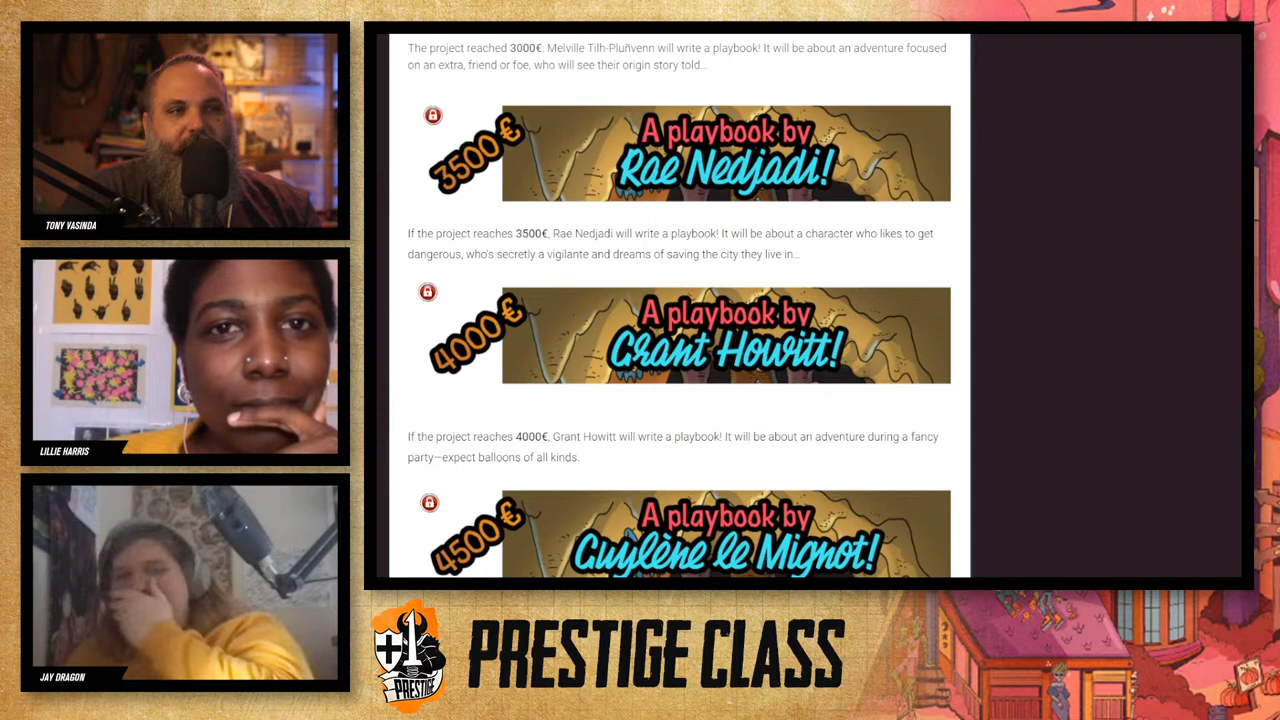 TONY VASINDA
LILLIE HARRIS
JAY DRAGON
The project reached 3000€: Melville Tilh-Pluñvenn will write a playbook! It will be about an adventure focused
on an extra, friend or foe, who will see their origin story told...
3500 €
A playbook by
Rae Nedjadi!
If the project reaches 3500€, Rae Nedjadi will write a playbook! It will be about a character who likes to get
dangerous, who's secretly a vigilante and dreams of saving the city they live in...
4000 €
A playbook by
Grant Howitt!
If the project reaches 4000€, Grant Howitt will write a playbook! It will be about an adventure during a fancy
party—expect balloons of all kinds.
4500 €
A playbook by
Guylène le Mignot!
PRESTIGE
PRESTIGE CLASS